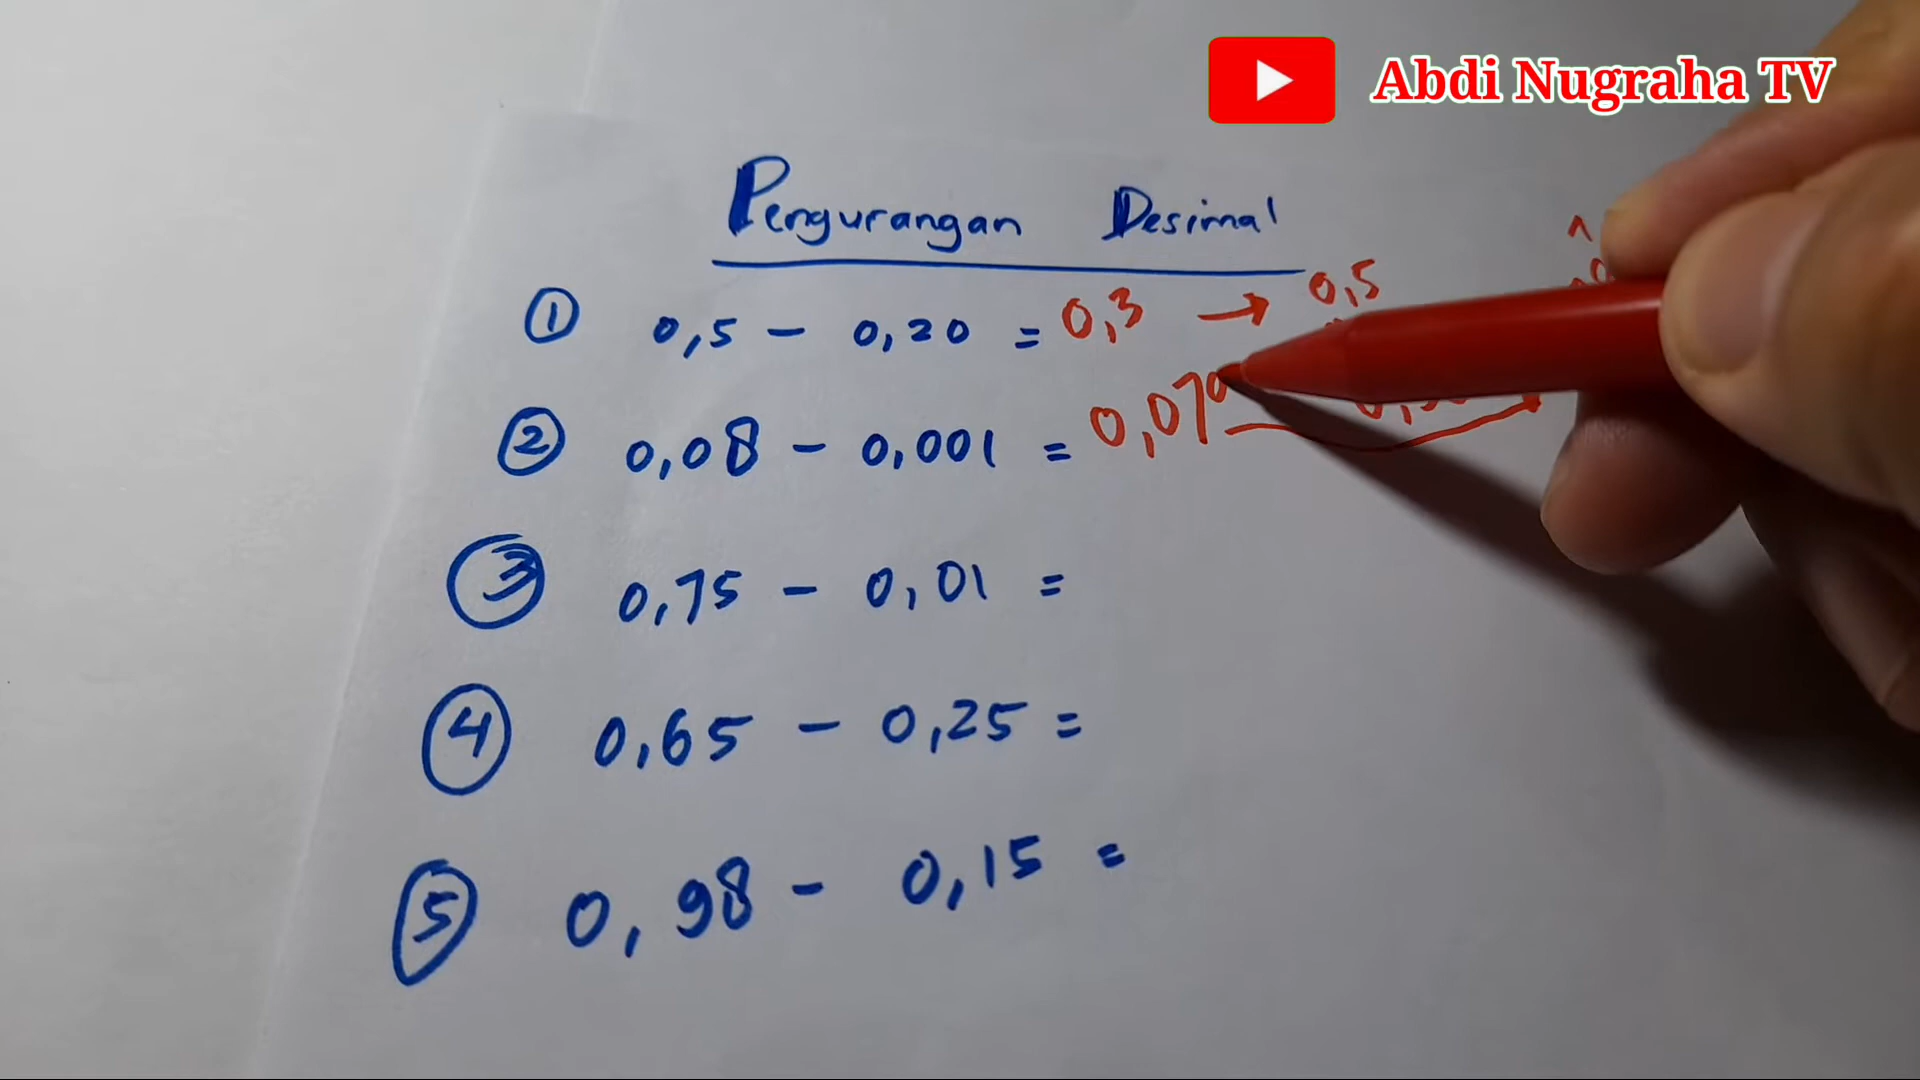 Abdi Nugraha TV
Pengurangan Desimal
① 0,5 - 0,20 = 0,3 → 0,5
② 0,08 - 0,001 = 0,079
③ 0,75 - 0,01 =
④ 0,65 - 0,25 =
⑤ 0,98 - 0,15 =